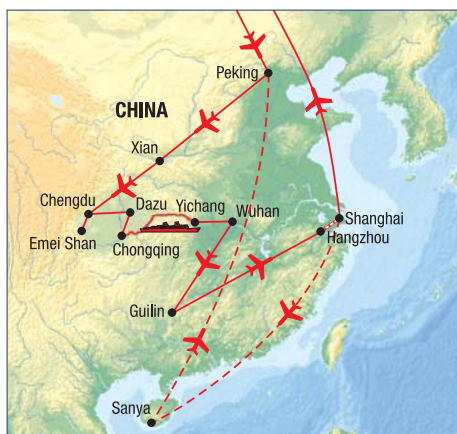 Peking
CHINA
Xian
Chengdu
Dazu
Yichang
Wuhan
Shanghai
Emei Shan
Chongqing
Hangzhou
Guilin
Sanya